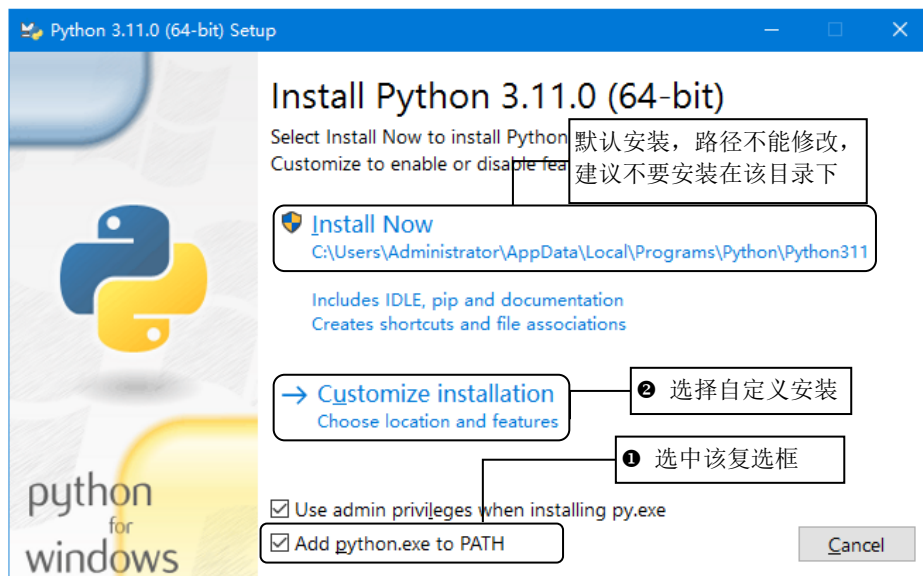 Python 3.11.0 (64-bit) Setup
Install Python 3.11.0 (64-bit)
Select Install Now to install Python
Customize to enable or disable fea
默认安装，路径不能修改，
建议不要安装在该目录下
Install Now
C:\Users\Administrator\AppData\Local\Programs\Python\Python311
Includes IDLE, pip and documentation
Creates shortcuts and file associations
→ Customize installation
Choose location and features
❷ 选择自定义安装
❶ 选中该复选框
Use admin privileges when installing py.exe
Add python.exe to PATH
Cancel
python
for
windows